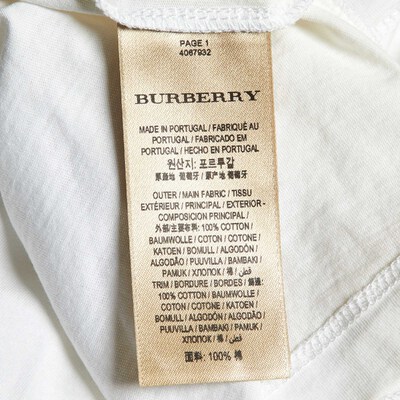 PAGE 1
4067932
BURBERRY
MADE IN PORTUGAL / FABRIQUÉ AU
PORTUGAL / FABRICADO EM
PORTUGAL / HECHO EN PORTUGAL
원산지: 포르투갈
原產地 葡萄牙 / 原产地 葡萄牙
OUTER / MAIN FABRIC / TISSU
EXTÉRIEUR / PRINCIPAL / EXTERIOR-
COMPOSICIÓN PRINCIPAL /
外部/主要布料 : 100% COTTON /
BAUMWOLLE / COTON / COTONE /
KATOEN / BOMULL / ALGODÓN /
ALGODÃO / PUUVILLA / BAMBAKI /
PAMUK / ХЛОПОК / 棉 / قطن
TRIM / BORDURE / BORDES / 飾邊:
100% COTTON / BAUMWOLLE /
COTON / COTONE / KATOEN /
BOMULL / ALGODÓN / ALGODÃO /
PUUVILLA / BAMBAKI / PAMUK /
ХЛОПОК / 棉 / قطن
面料: 100% 棉